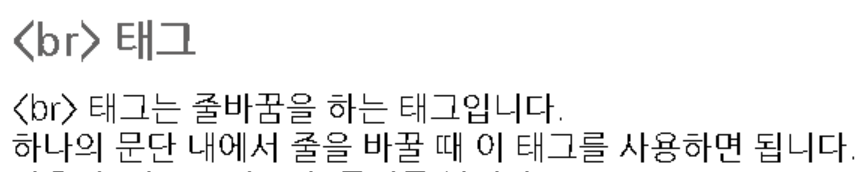 <br> 태그
<br> 태그는 줄바꿈을 하는 태그입니다.
하나의 문단 내에서 줄을 바꿀 때 이 태그를 사용하면 됩니다.